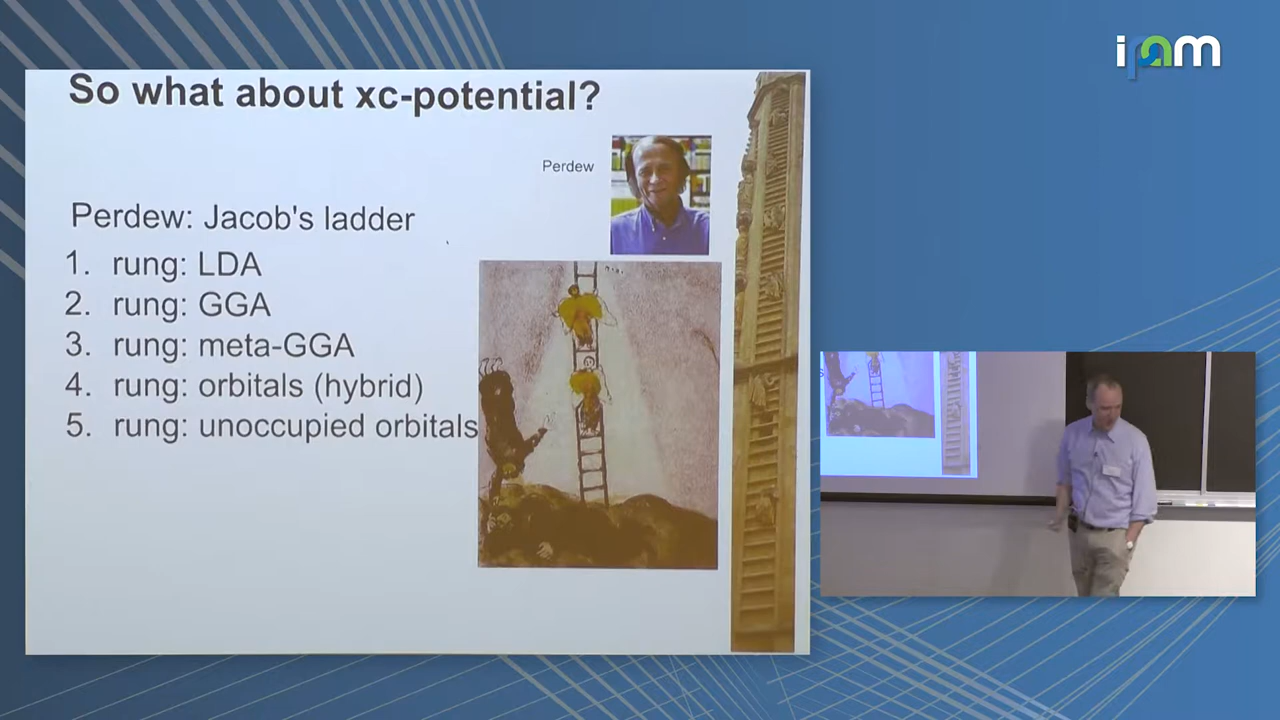 ipam
So what about xc-potential?
Perdew
Perdew: Jacob's ladder
1. rung: LDA
2. rung: GGA
3. rung: meta-GGA
4. rung: orbitals (hybrid)
5. rung: unoccupied orbitals